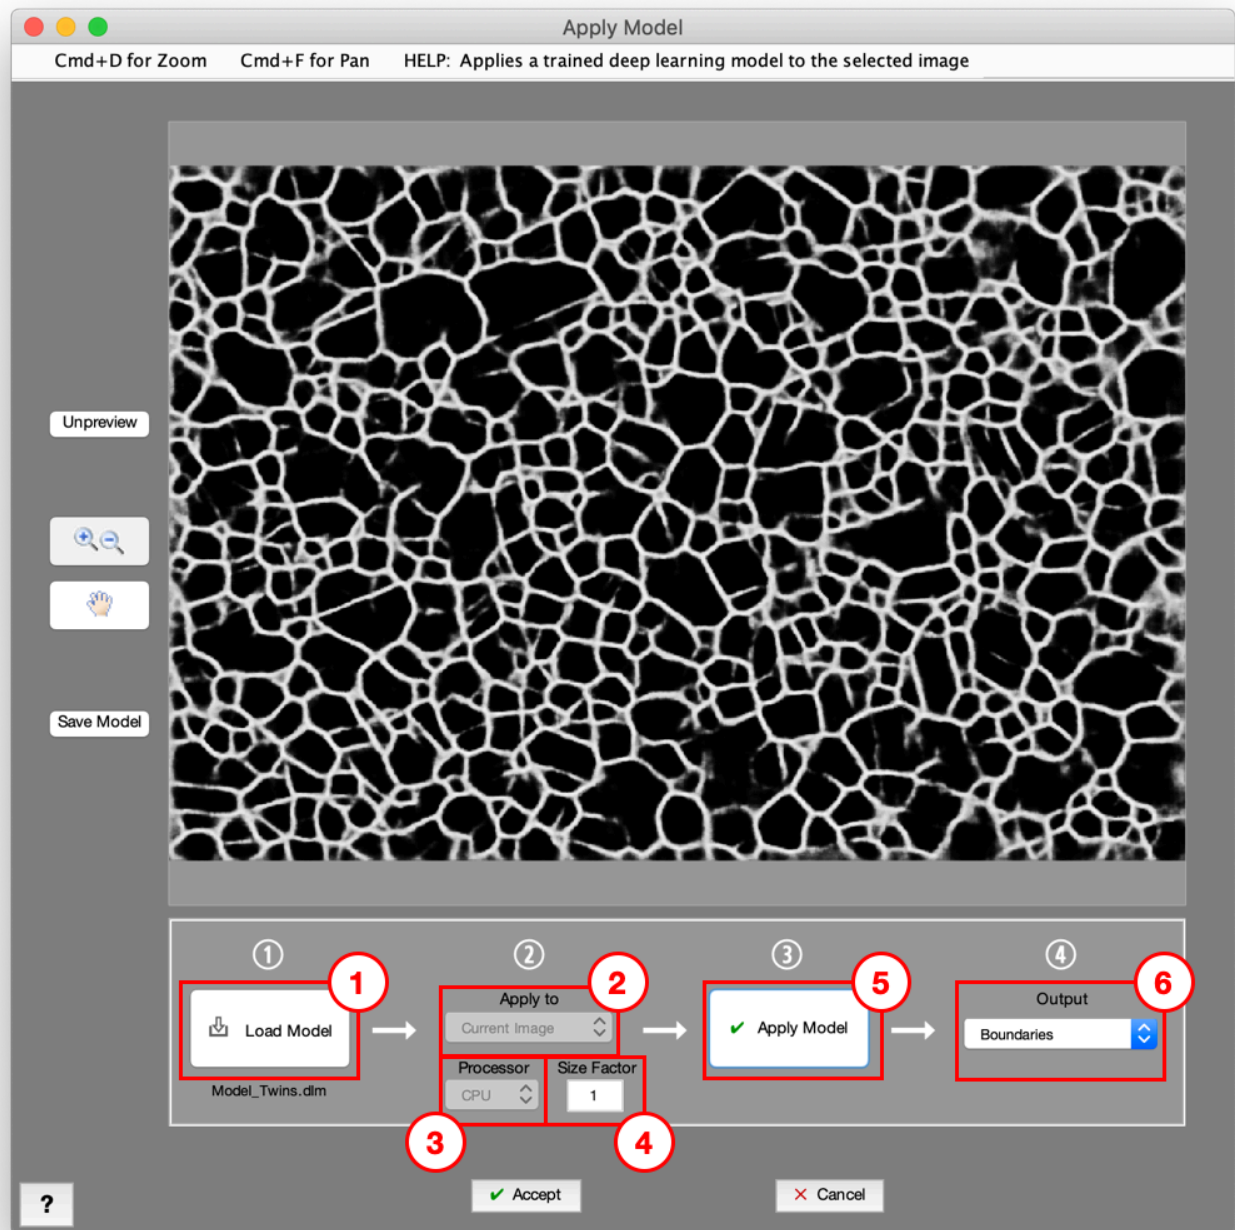 Apply Model
Cmd+D for Zoom Cmd+F for Pan HELP: Applies a trained deep learning model to the selected image
Unpreview
Save Model
① ② ③ ④
1 2 5 6
Load Model
Apply to
Current Image
Apply Model
Output
Boundaries
Model_Twins.dlm
Processor Size Factor
CPU 1
3 4
? Accept Cancel